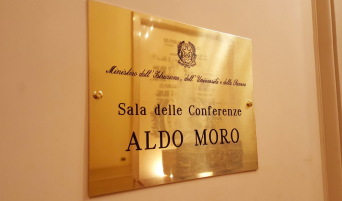 Ministero dell'Istruzione, dell'Università e della Ricerca
Sala delle Conferenze
ALDO MORO